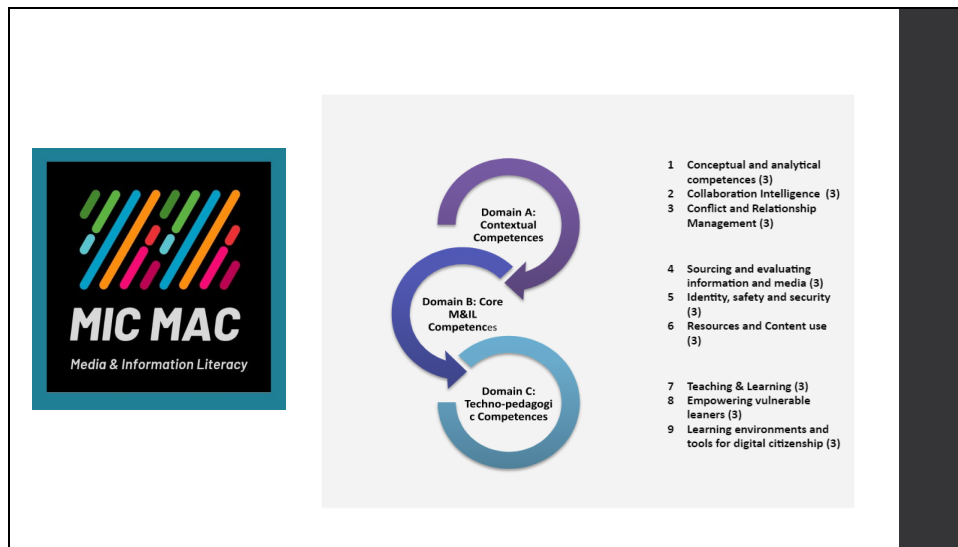 MIC MAC
Media & Information Literacy
Domain A:
Contextual
Competences
Domain B: Core
M&IL
Competences
Domain C:
Techno-pedagogi
c Competences
1 Conceptual and analytical
competences (3)
2 Collaboration Intelligence (3)
3 Conflict and Relationship
Management (3)
4 Sourcing and evaluating
information and media (3)
5 Identity, safety and security
(3)
6 Resources and Content use
(3)
7 Teaching & Learning (3)
8 Empowering vulnerable
leaners (3)
9 Learning environments and
tools for digital citizenship (3)